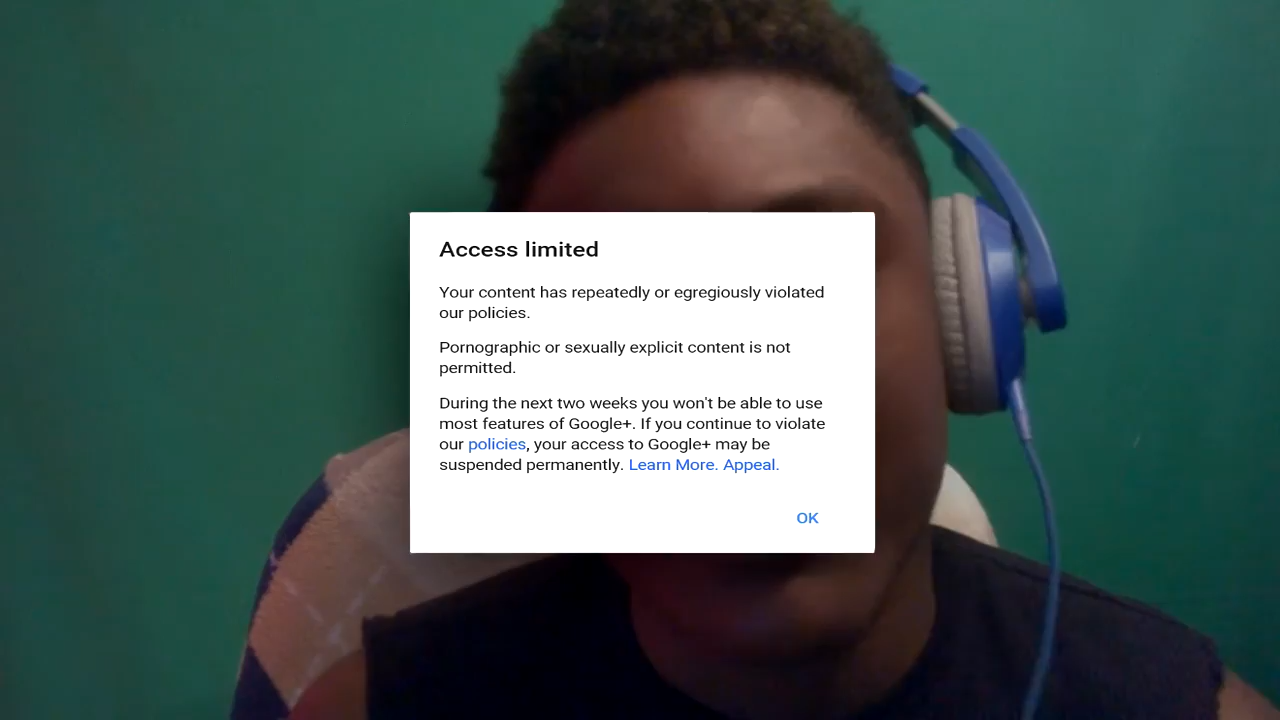 Access limited
Your content has repeatedly or egregiously violated
our policies.
Pornographic or sexually explicit content is not
permitted.
During the next two weeks you won't be able to use
most features of Google+. If you continue to violate
our policies, your access to Google+ may be
suspended permanently. Learn More. Appeal.
OK